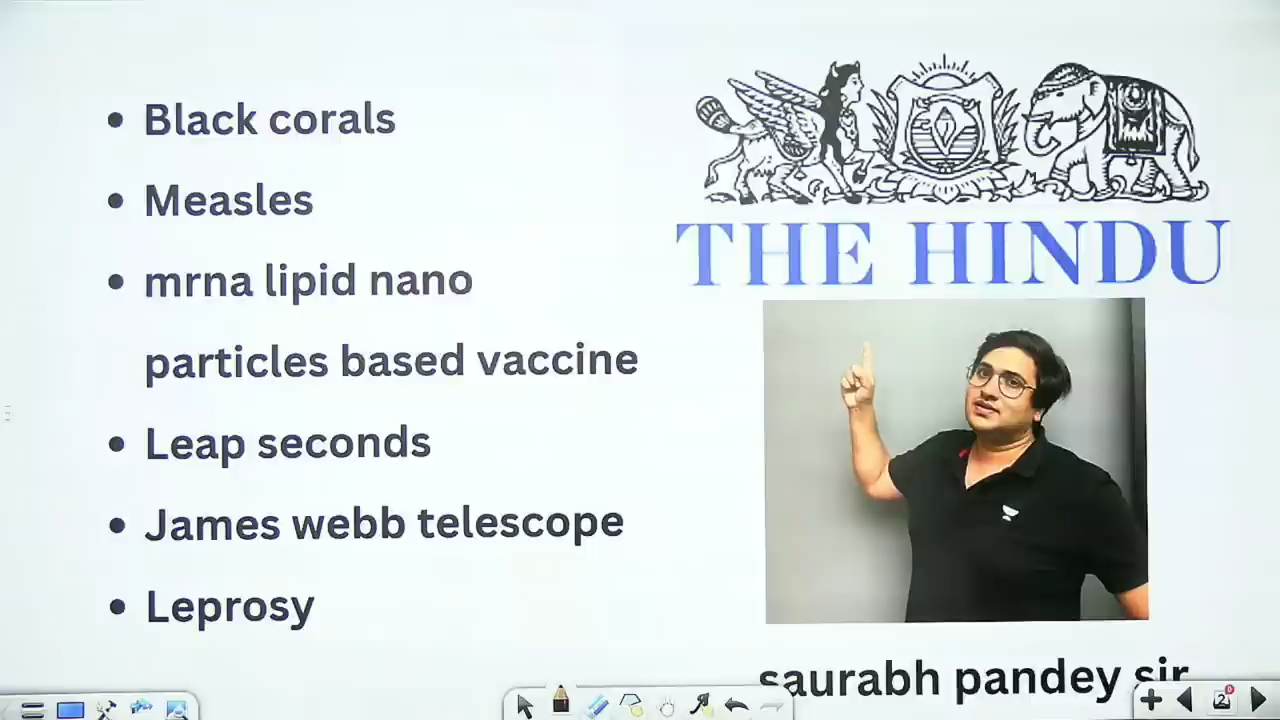 Black corals
Measles
mrna lipid nano
particles based vaccine
Leap seconds
James webb telescope
Leprosy
THE HINDU
saurabh pandey sir
2